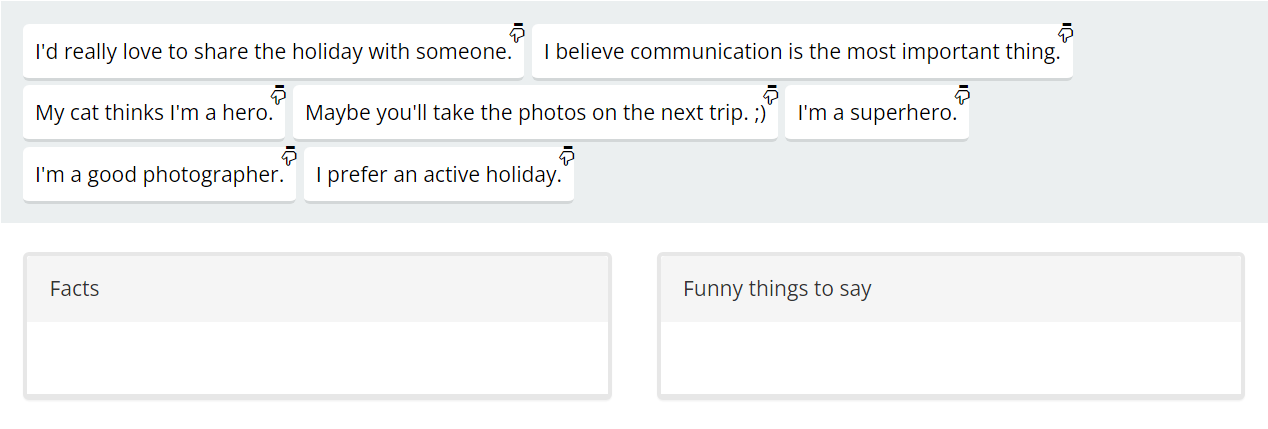 I'd really love to share the holiday with someone. I believe communication is the most important thing.
My cat thinks I'm a hero. Maybe you'll take the photos on the next trip. ;) I'm a superhero.
I'm a good photographer. I prefer an active holiday.
Facts
Funny things to say